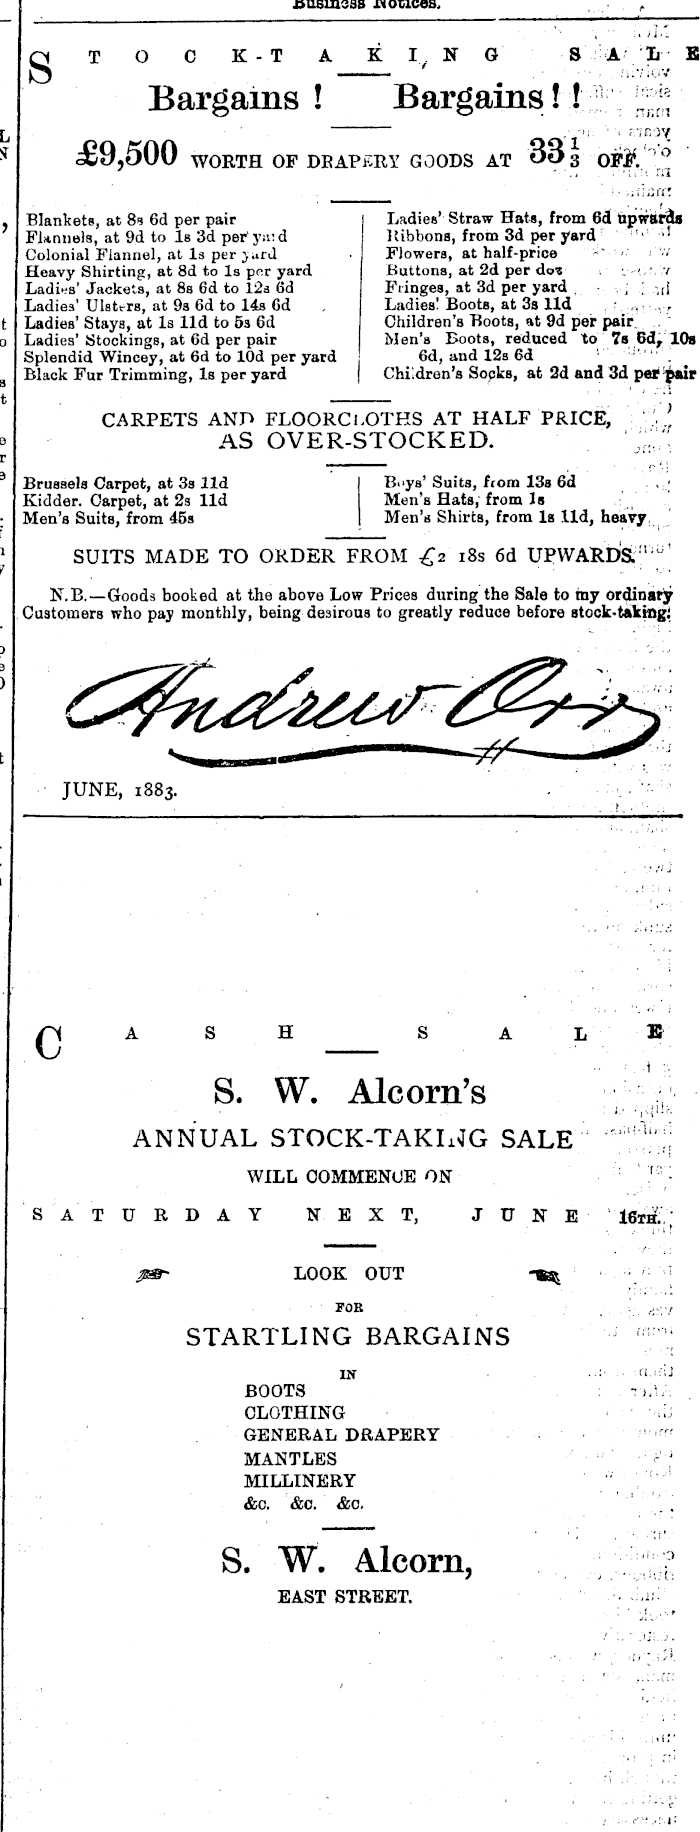 Business Notices.
STOCK-TAKING SALE
Bargains ! Bargains ! !
£9,500 WORTH OF DRAPERY GOODS AT 33⅓ OFF.
Blankets, at 8s 6d per pair
Flannels, at 9d to 1s 3d per yard
Colonial Flannel, at 1s per yard
Heavy Shirting, at 8d to 1s per yard
Ladies' Jackets, at 8s 6d to 12s 6d
Ladies' Ulsters, at 9s 6d to 14s 6d
Ladies' Stays, at 1s 11d to 5s 6d
Ladies' Stockings, at 6d per pair
Splendid Wincey, at 6d to 10d per yard
Black Fur Trimming, 1s per yard
Ladies' Straw Hats, from 6d upwards
Ribbons, from 3d per yard
Flowers, at half-price
Buttons, at 2d per doz
Fringes, at 3d per yard
Ladies' Boots, at 3s 11d
Children's Boots, at 9d per pair
Men's Boots, reduced to 7s 6d, 10s
6d, and 12s 6d
Children's Socks, at 2d and 3d per pair
CARPETS AND FLOORCLOTHS AT HALF PRICE,
AS OVER-STOCKED.
Brussels Carpet, at 3s 11d
Kidder. Carpet, at 2s 11d
Men's Suits, from 45s
Boys' Suits, from 13s 6d
Men's Hats, from 1s
Men's Shirts, from 1s 11d, heavy
SUITS MADE TO ORDER FROM £2 18s 6d UPWARDS.
N.B.—Goods booked at the above Low Prices during the Sale to my ordinary
Customers who pay monthly, being desirous to greatly reduce before stock-taking.
Andrew Orr
JUNE, 1883.
CASH SALE
S. W. Alcorn's
ANNUAL STOCK-TAKING SALE
WILL COMMENCE ON
SATURDAY NEXT, JUNE 16TH.
LOOK OUT
FOR
STARTLING BARGAINS
IN
BOOTS
CLOTHING
GENERAL DRAPERY
MANTLES
MILLINERY
&c. &c. &c.
S. W. Alcorn,
EAST STREET.